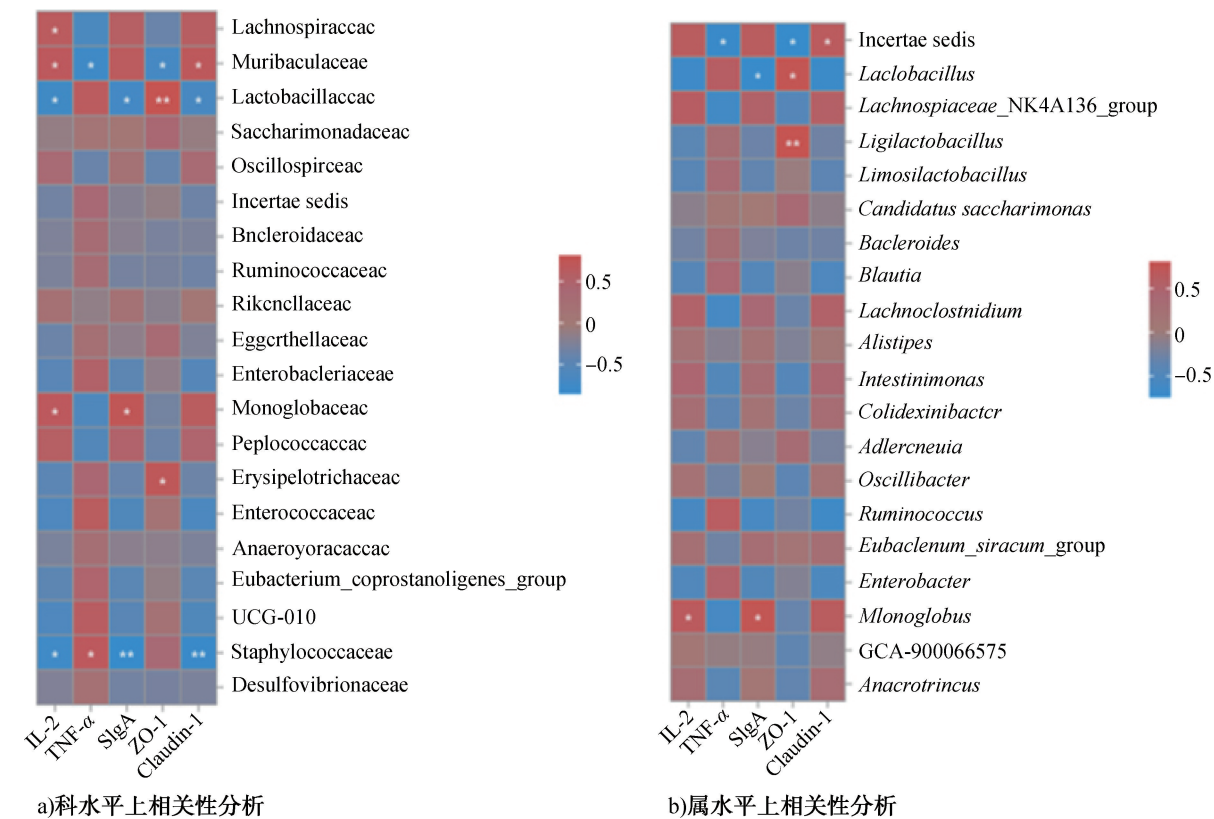 Lachnospiraccac
Muribaculaceae
Lactobacillaccac
Saccharimonadaceac
Oscillospirceac
Incertae sedis
Bncleroidaceac
Ruminococcaceac
Rikcncllaceac
Eggcrthellaceac
Enterobacleriaceae
Monoglobaceac
Peplococcaccac
Erysipelotrichaceac
Enterococcaceac
Anaeroyoracaccac
Eubacterium_coprostanoligenes_group
UCG-010
Staphylococcaceae
Desulfovibrionaceae
IL-2
TNF-α
SlgA
ZO-1
Claudin-1
0.5
0
−0.5
a)科水平上相关性分析
Incertae sedis
Laclobacillus
Lachnospiaceae_NK4A136_group
Ligilactobacillus
Limosilactobacillus
Candidatus saccharimonas
Bacleroides
Blautia
Lachnoclostnidium
Alistipes
Intestinimonas
Colidexinibactcr
Adlercneuia
Oscillibacter
Ruminococcus
Eubaclenum_siracum_group
Enterobacter
Mlonoglobus
GCA-900066575
Anacrotrincus
IL-2
TNF-α
SlgA
ZO-1
Claudin-1
0.5
0
−0.5
b)属水平上相关性分析